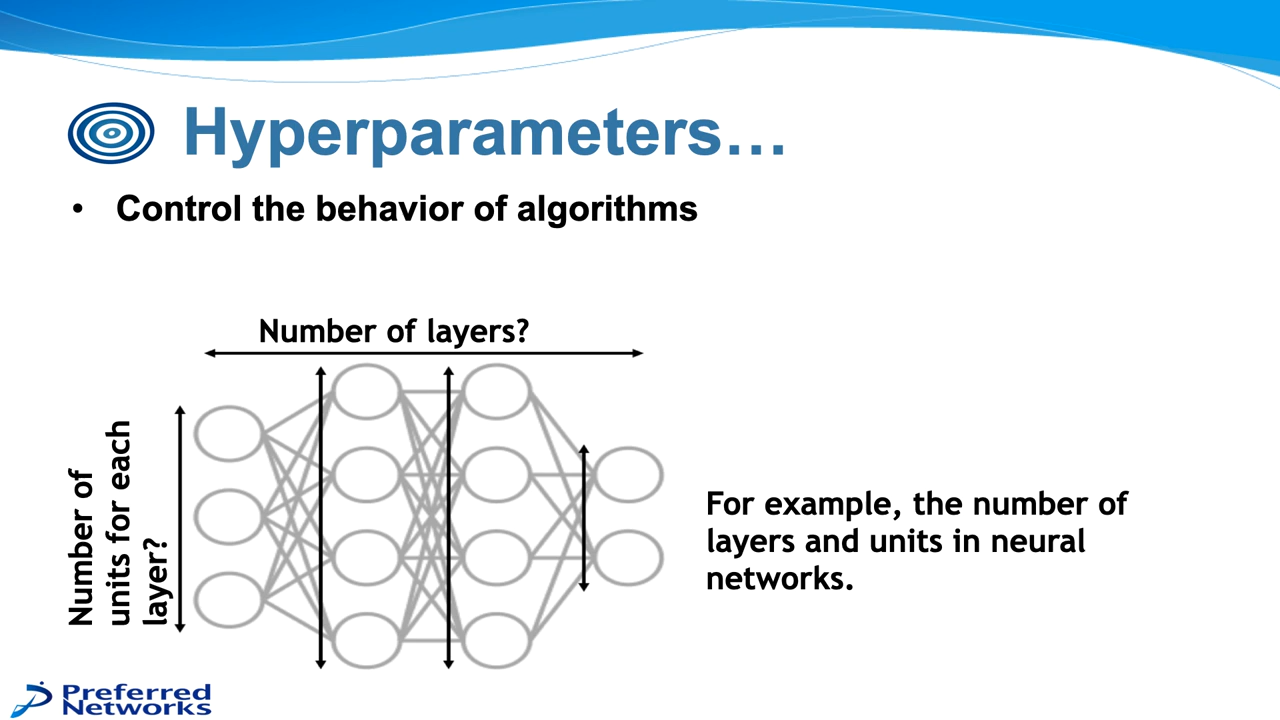 Hyperparameters…
• Control the behavior of algorithms
Number of layers?
Number of
units for each
layer?
For example, the number of
layers and units in neural
networks.
Preferred
Networks